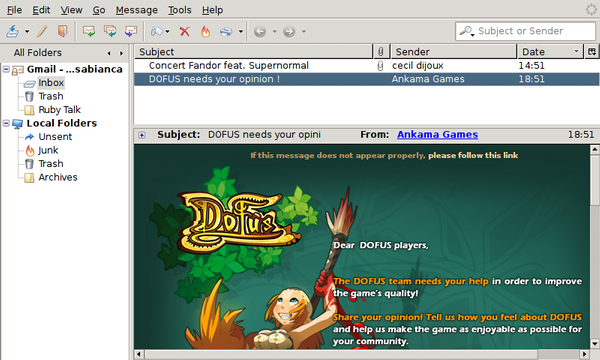 File Edit View Go Message Tools Help
Subject or Sender
All Folders
Subject Sender Date
Gmail - ...sabianca
Concert Fandor feat. Supernormal cecil dijoux 14:51
Inbox
DOFUS needs your opinion ! Ankama Games 18:51
Trash
Ruby Talk
Local Folders
Unsent
Junk
Trash
Archives
Subject: DOFUS needs your opini From: Ankama Games 18:51
If this message does not appear properly, please follow this link
DOFUS
Dear DOFUS players,
The DOFUS team needs your help in order to improve
the game's quality!
Share your opinion! Tell us how you feel about DOFUS
and help us make the game as enjoyable as possible for
your community.